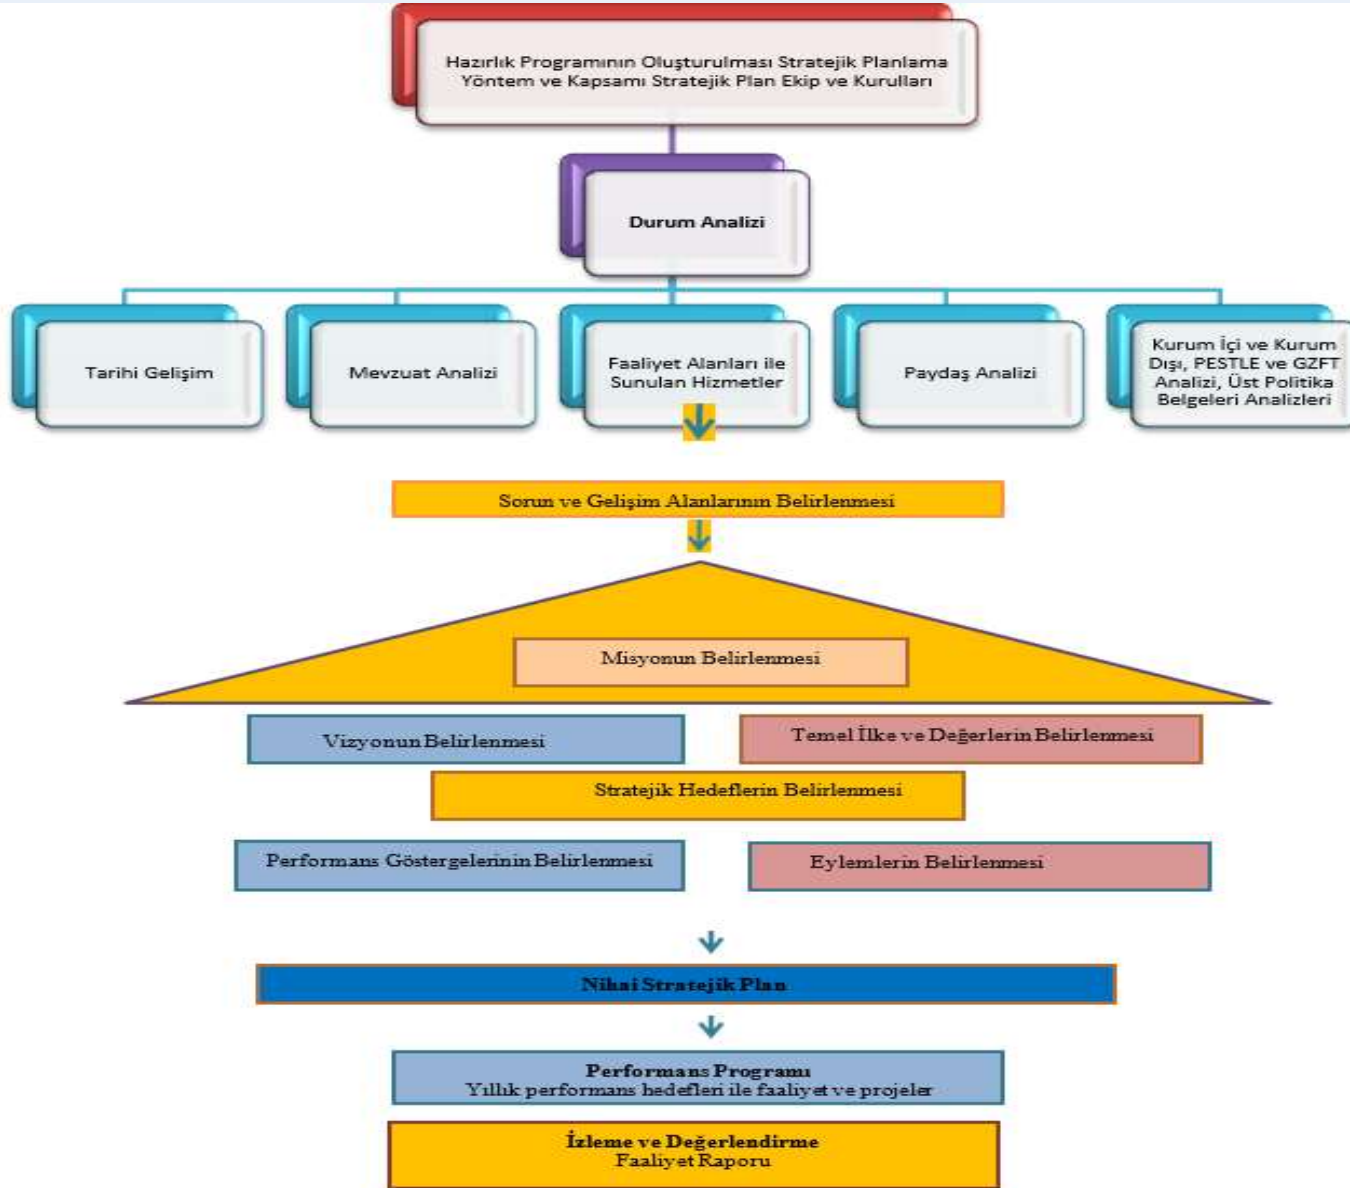 Hazırlık Programının Oluşturulması Stratejik Planlama
Yöntem ve Kapsamı Stratejik Plan Ekip ve Kurulları
Durum Analizi
Tarihi Gelişim
Mevzuat Analizi
Faaliyet Alanları ile
Sunulan Hizmetler
Paydaş Analizi
Kurum İçi ve Kurum
Dışı, PESTLE ve GZFT
Analizi, Üst Politika
Belgeleri Analizleri
Sorun ve Gelişim Alanlarının Belirlenmesi
Misyonun Belirlenmesi
Vizyonun Belirlenmesi
Temel İlke ve Değerlerin Belirlenmesi
Stratejik Hedeflerin Belirlenmesi
Performans Göstergelerinin Belirlenmesi
Eylemlerin Belirlenmesi
Nihai Stratejik Plan
Performans Programı
Yıllık performans hedefleri ile faaliyet ve projeler
İzleme ve Değerlendirme
Faaliyet Raporu